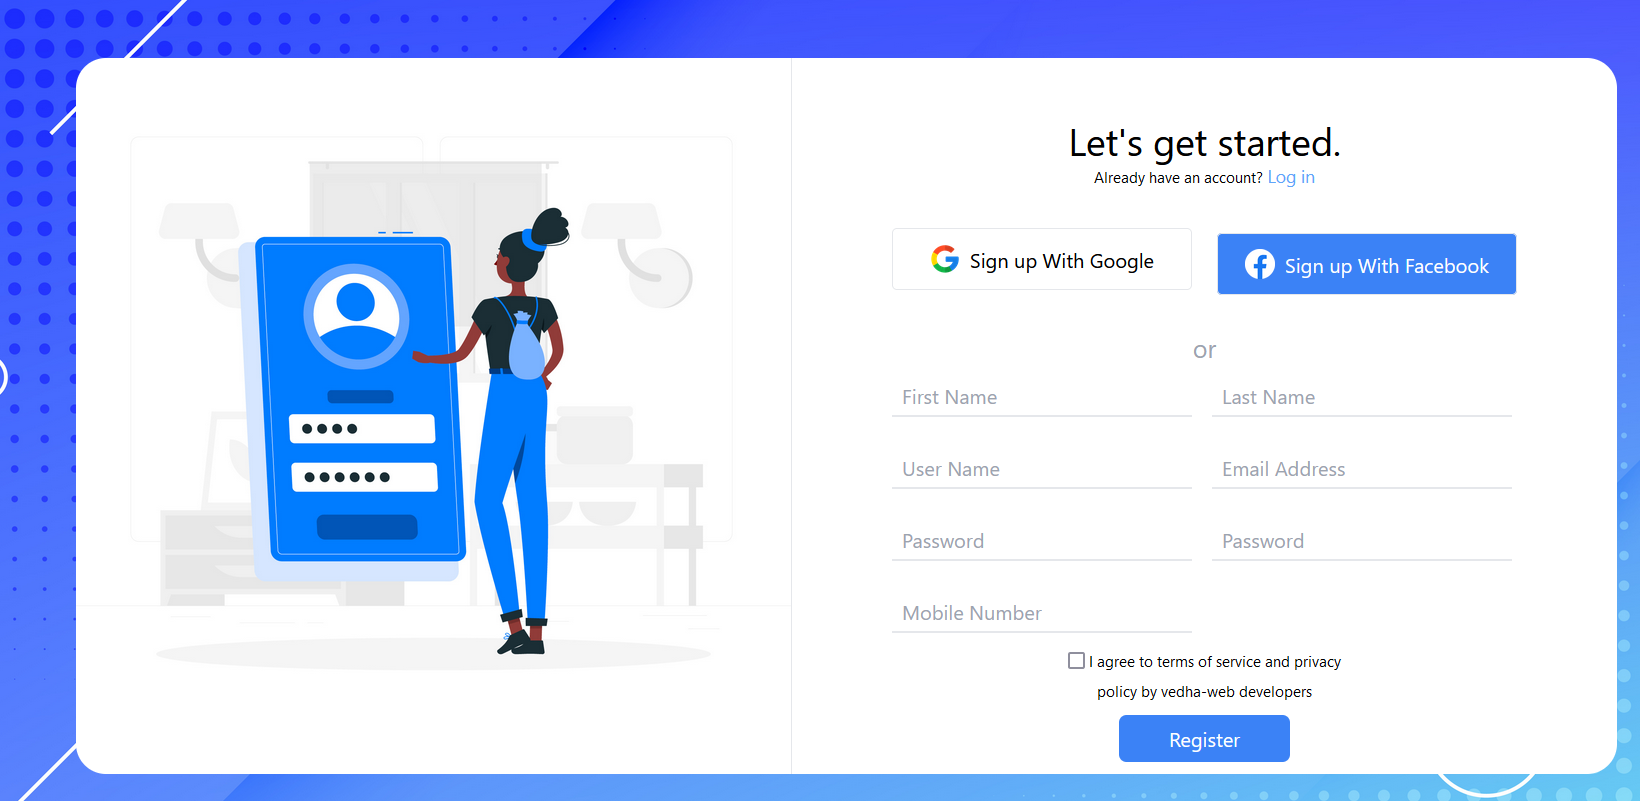 Let's get started.
Already have an account? Log in
Sign up With Google
Sign up With Facebook
or
First Name
Last Name
User Name
Email Address
Password
Password
Mobile Number
I agree to terms of service and privacy
policy by vedha-web developers
Register